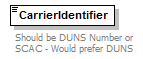 CarrierIdentifier
Should be DUNS Number or
SCAC - Would prefer DUNS